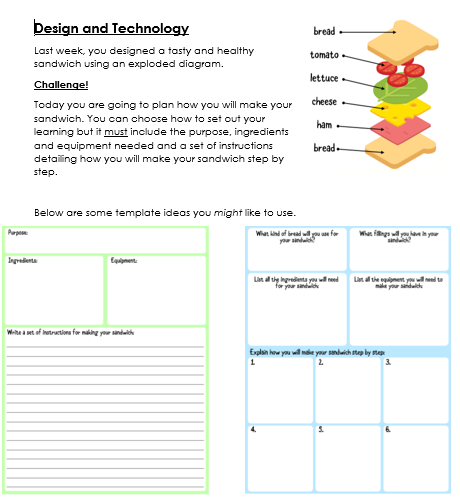 Design and Technology
Last week, you designed a tasty and healthy
sandwich using an exploded diagram.
Challenge!
Today you are going to plan how you will make your
sandwich. You can choose how to set out your
learning but it must include the purpose, ingredients
and equipment needed and a set of instructions
detailing how you will make your sandwich step by
step.
bread
tomato
lettuce
cheese
ham
bread
Below are some template ideas you might like to use.
Purpose:
Ingredients:
Equipment:
Write a set of instructions for making your sandwich:
What kind of bread will you use for
your sandwich?
What fillings will you have in your
sandwich?
List all the ingredients you will need
for your sandwich:
List all the equipment you will need to
make your sandwich:
Explain how you will make your sandwich step by step:
1.
2.
3.
4.
5.
6.